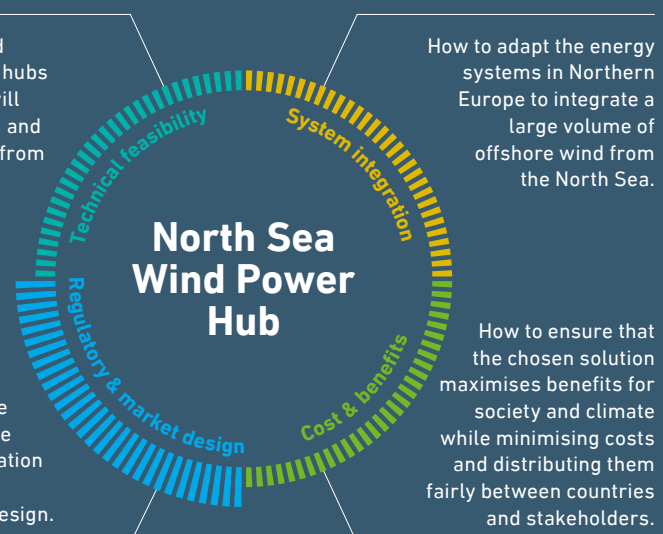 hubs
and
from
Technical feasibility
System integration
How to adapt the energy
systems in Northern
Europe to integrate a
large volume of
offshore wind from
the North Sea.
North Sea
Wind Power
Hub
Regulatory & market design
Cost & benefits
How to ensure that
the chosen solution
maximises benefits for
society and climate
while minimising costs
and distributing them
fairly between countries
and stakeholders.